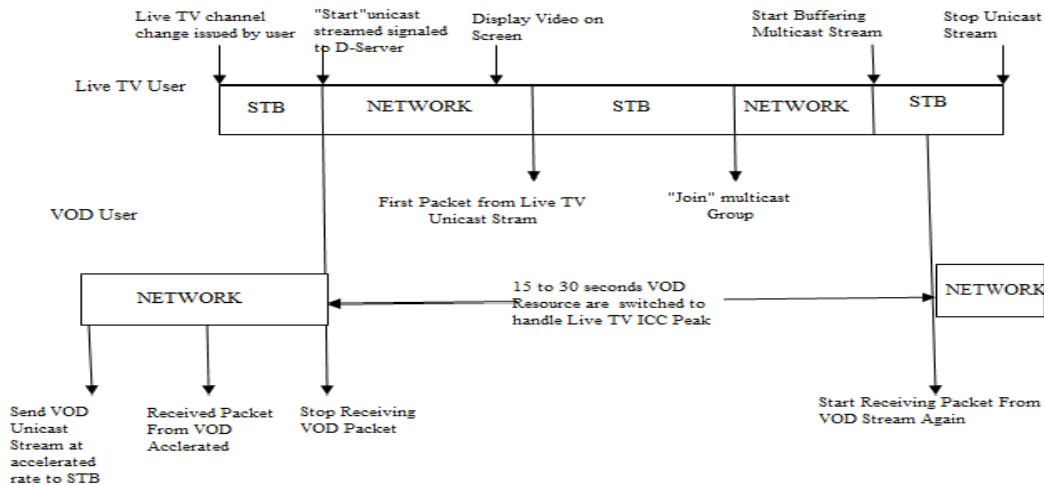 Live TV channel
change issued by user
"Start"unicast
streamed signaled
to D-Server
Display Video on
Screen
Start Buffering
Multicast Stream
Stop Unicast
Stream
Live TV User
STB
NETWORK
STB
NETWORK
STB
First Packet from Live TV
Unicast Stram
"Join" multicast
Group
VOD User
NETWORK
15 to 30 seconds VOD
Resource are switched to
handle Live TV ICC Peak
NETWORK
Send VOD
Unicast
Stream at
accelerated
rate to STB
Received Packet
From VOD
Acclerated
Stop Receiving
VOD Packet
Start Receiving Packet From
VOD Stream Again